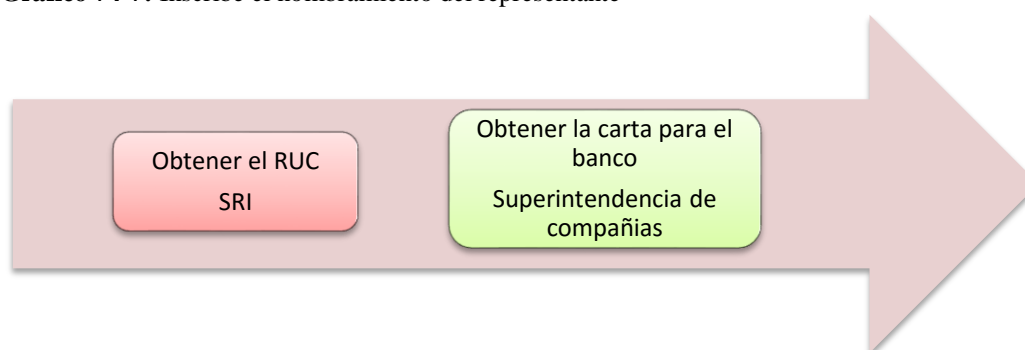 Obtener el RUC
SRI
Obtener la carta para el
banco
Superintendencia de
compañias